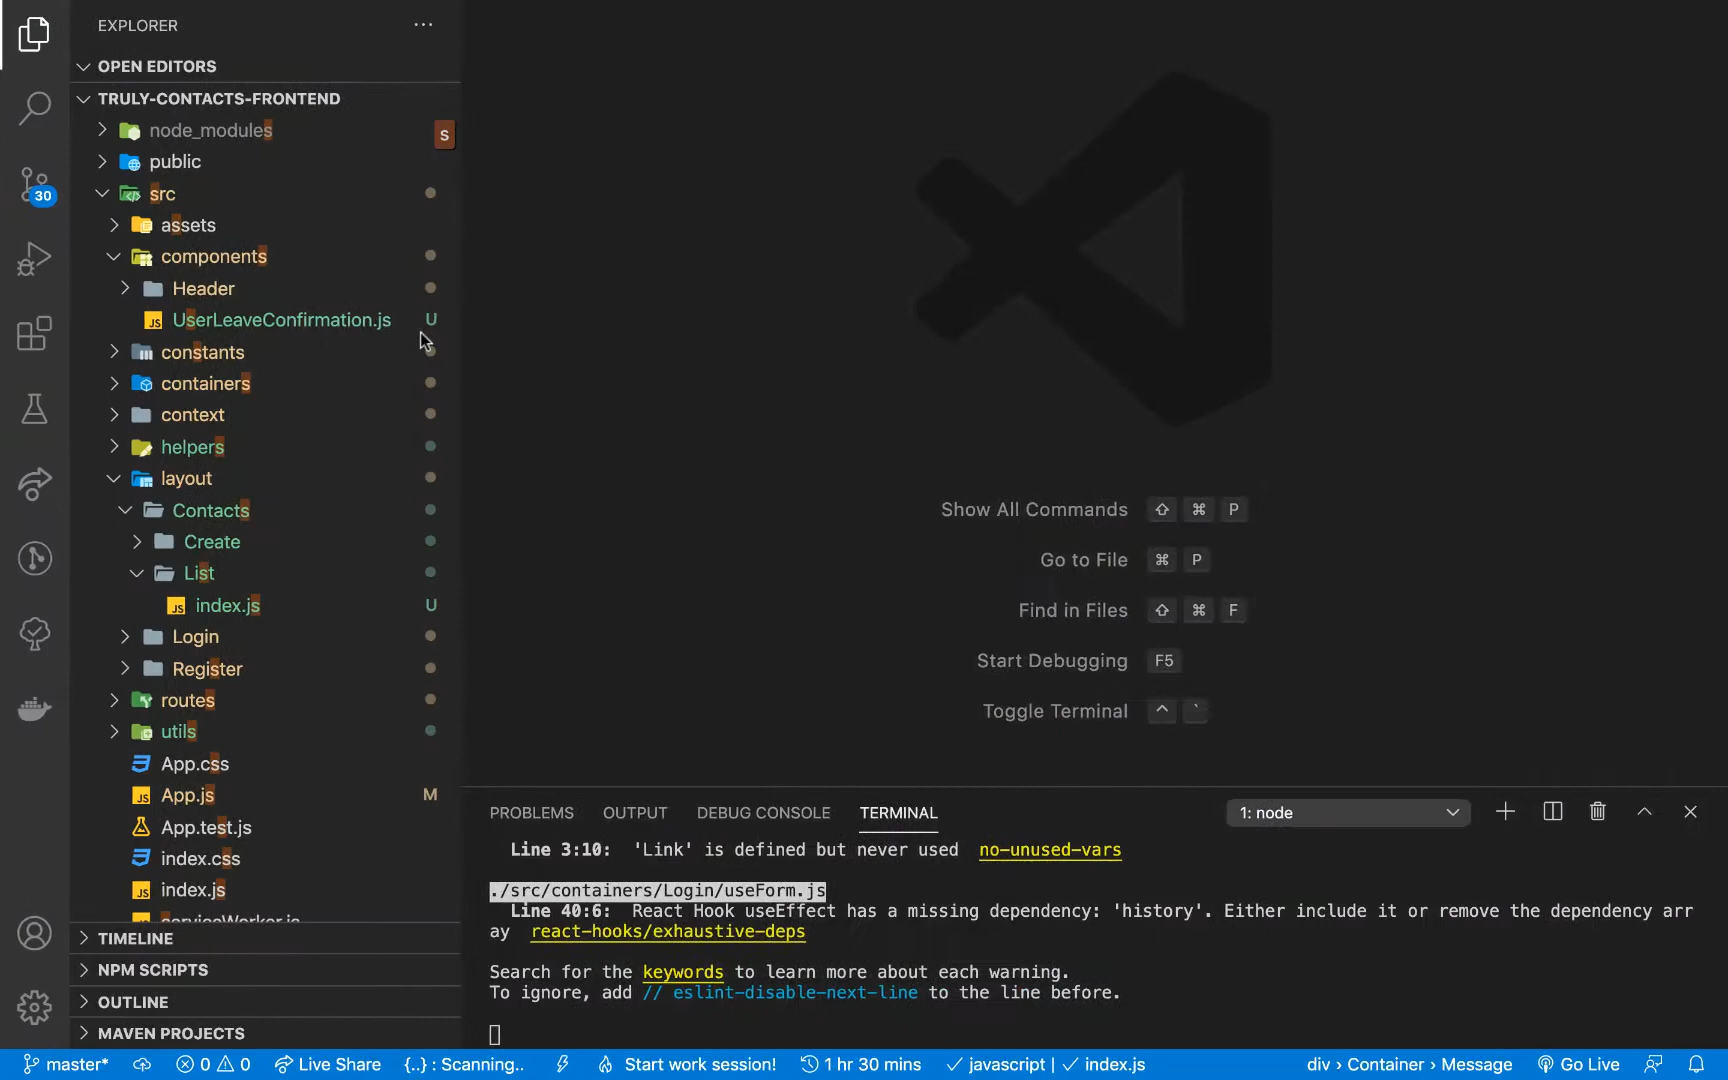 EXPLORER
OPEN EDITORS
TRULY-CONTACTS-FRONTEND
node_modules
s
public
30
src
assets
components
Header
JS UserLeaveConfirmation.js U
constants
containers
context
helpers
layout
Contacts
Create
List
JS index.js U
Login
Register
routes
utils
App.css
JS App.js M
App.test.js
index.css
JS index.js
serviceWorker.js
TIMELINE
NPM SCRIPTS
OUTLINE
MAVEN PROJECTS
Show All Commands ⇧ ⌘ P
Go to File ⌘ P
Find in Files ⇧ ⌘ F
Start Debugging F5
Toggle Terminal ^ `
PROBLEMS OUTPUT DEBUG CONSOLE TERMINAL 1: node
Line 3:10: 'Link' is defined but never used no-unused-vars
./src/containers/Login/useForm.js
Line 40:6: React Hook useEffect has a missing dependency: 'history'. Either include it or remove the dependency arr
ay react-hooks/exhaustive-deps
Search for the keywords to learn more about each warning.
To ignore, add // eslint-disable-next-line to the line before.
master* 0 0 Live Share {..} : Scanning.. Start work session! 1 hr 30 mins javascript | index.js div › Container › Message Go Live